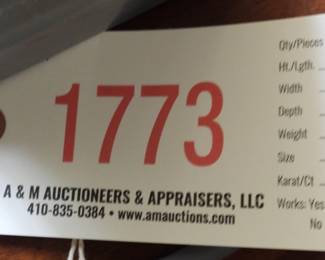 1773
A & M AUCTIONEERS & APPRAISERS, LLC
410-835-0384 • www.amauctions.com
Qty/Pieces
Ht./Lgth.
Width
Depth
Weight
Size
Karat/Ct
Works: Yes
No